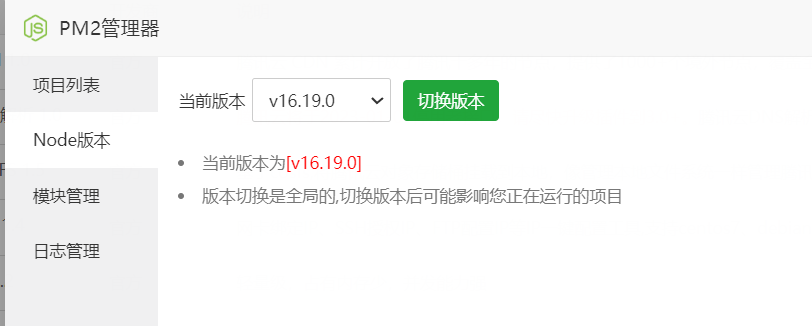 PM2管理器
项目列表
Node版本
模块管理
日志管理
当前版本 v16.19.0 切换版本
当前版本为[v16.19.0]
版本切换是全局的,切换版本后可能影响您正在运行的项目